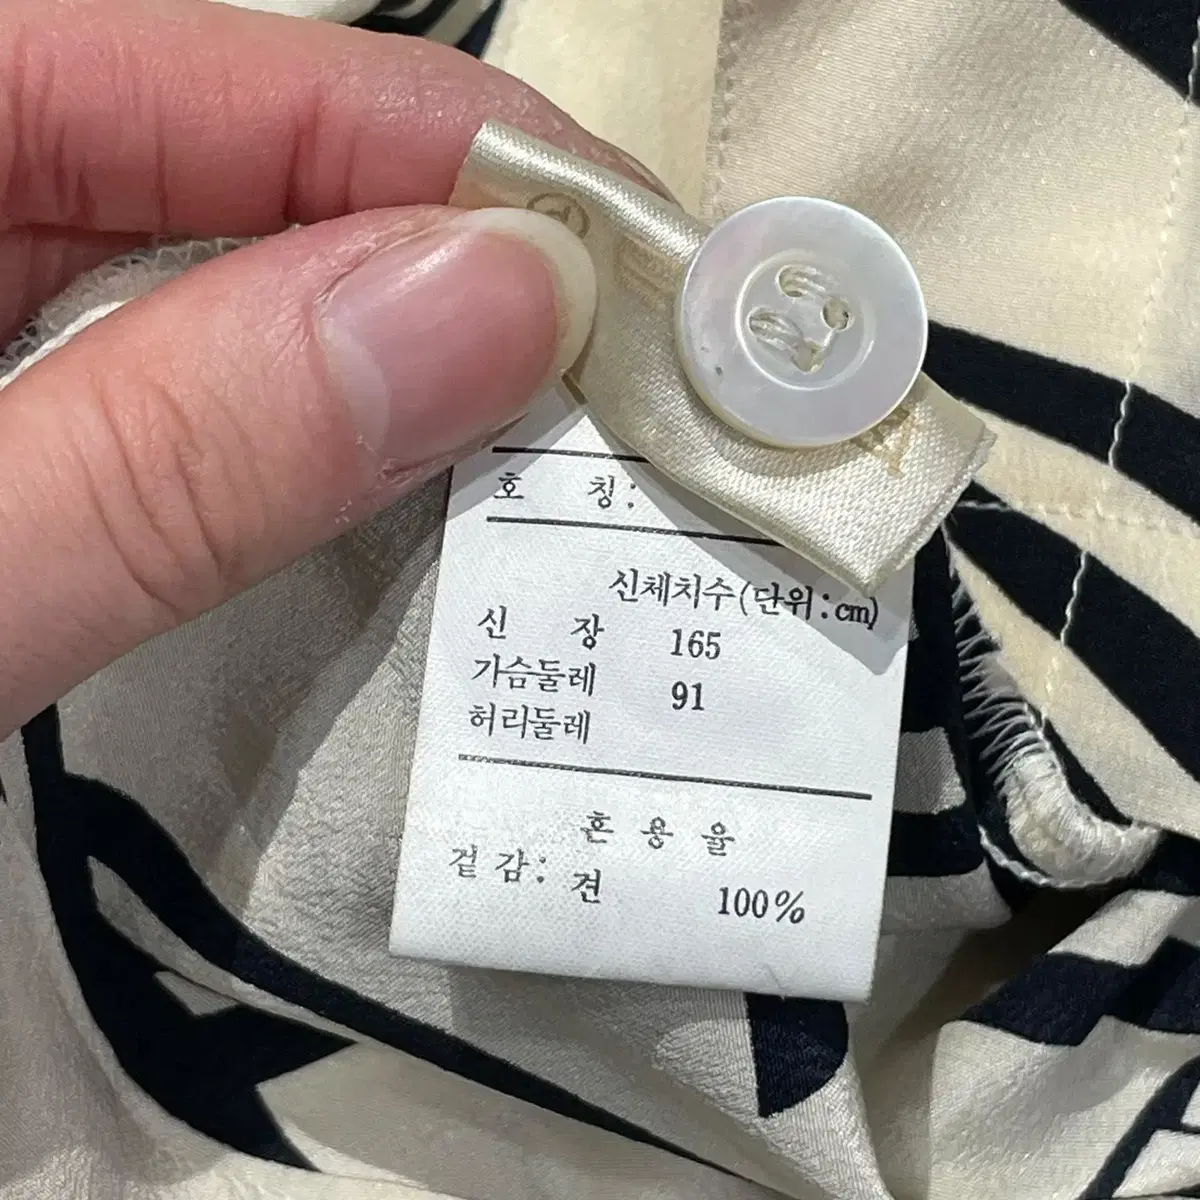 호 칭:
신체치수(단위:cm)
신 장 165
가슴둘레 91
허리둘레
혼 용 율
겉 감: 견 100%